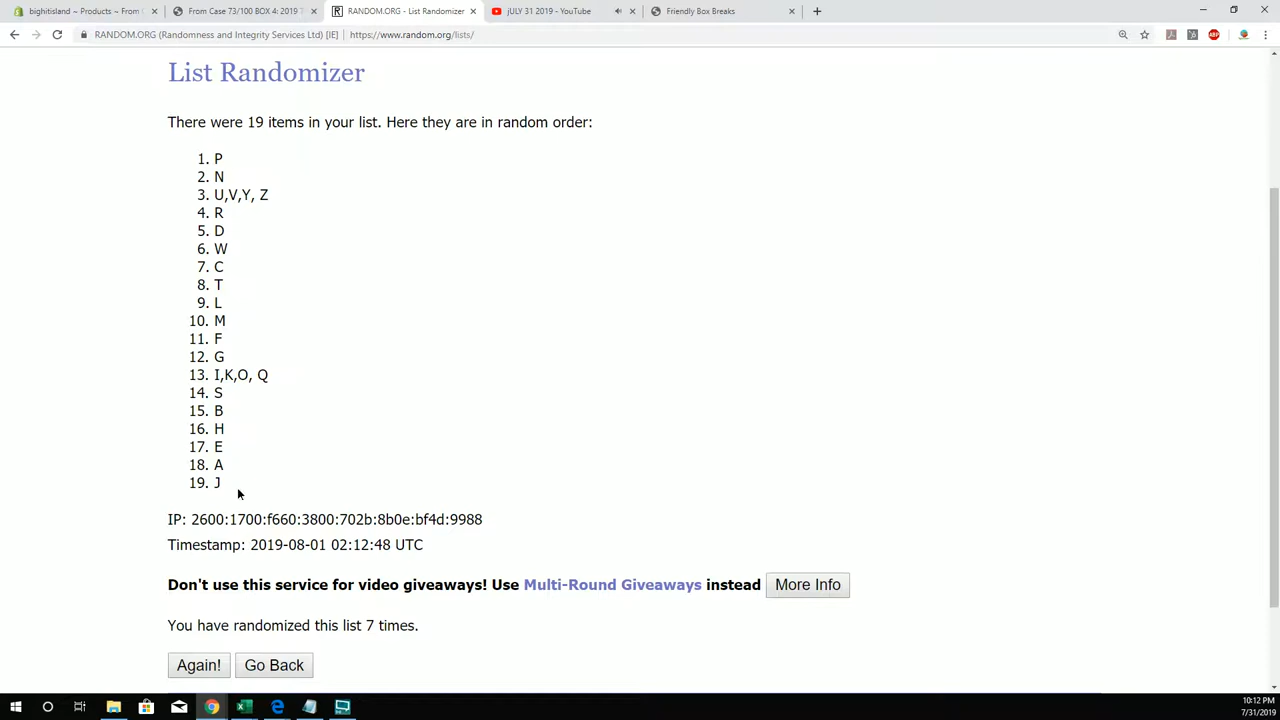 bighitisland ~ Products ~ From C
From Case 73/100 BOX 4: 2019 T
RANDOM.ORG - List Randomizer
jULY 31 2019 - YouTube
Friendly Box Breaks
RANDOM.ORG (Randomness and Integrity Services Ltd) [IE] | https://www.random.org/lists/
List Randomizer
There were 19 items in your list. Here they are in random order:
1. P
2. N
3. U,V,Y, Z
4. R
5. D
6. W
7. C
8. T
9. L
10. M
11. F
12. G
13. I,K,O, Q
14. S
15. B
16. H
17. E
18. A
19. J
IP: 2600:1700:f660:3800:702b:8b0e:bf4d:9988
Timestamp: 2019-08-01 02:12:48 UTC
Don't use this service for video giveaways! Use Multi-Round Giveaways instead More Info
You have randomized this list 7 times.
Again! Go Back
10:12 PM
7/31/2019